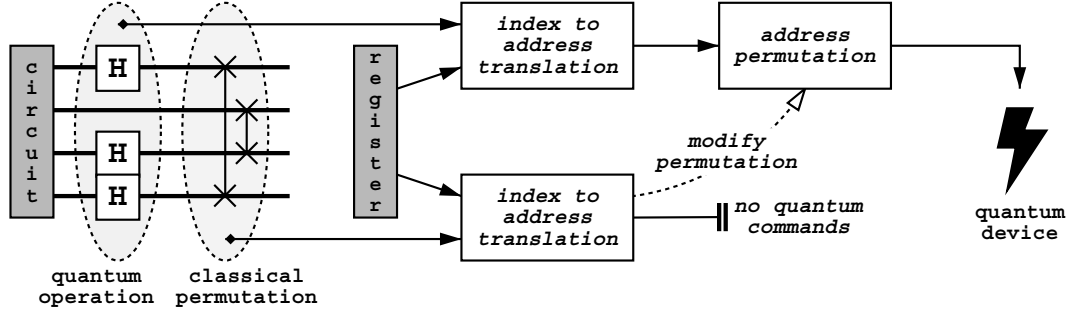 circuit
H
H
H
quantum
operation
classical
permutation
register
index to
address
translation
address
permutation
modify
permutation
index to
address
translation
no quantum
commands
quantum
device